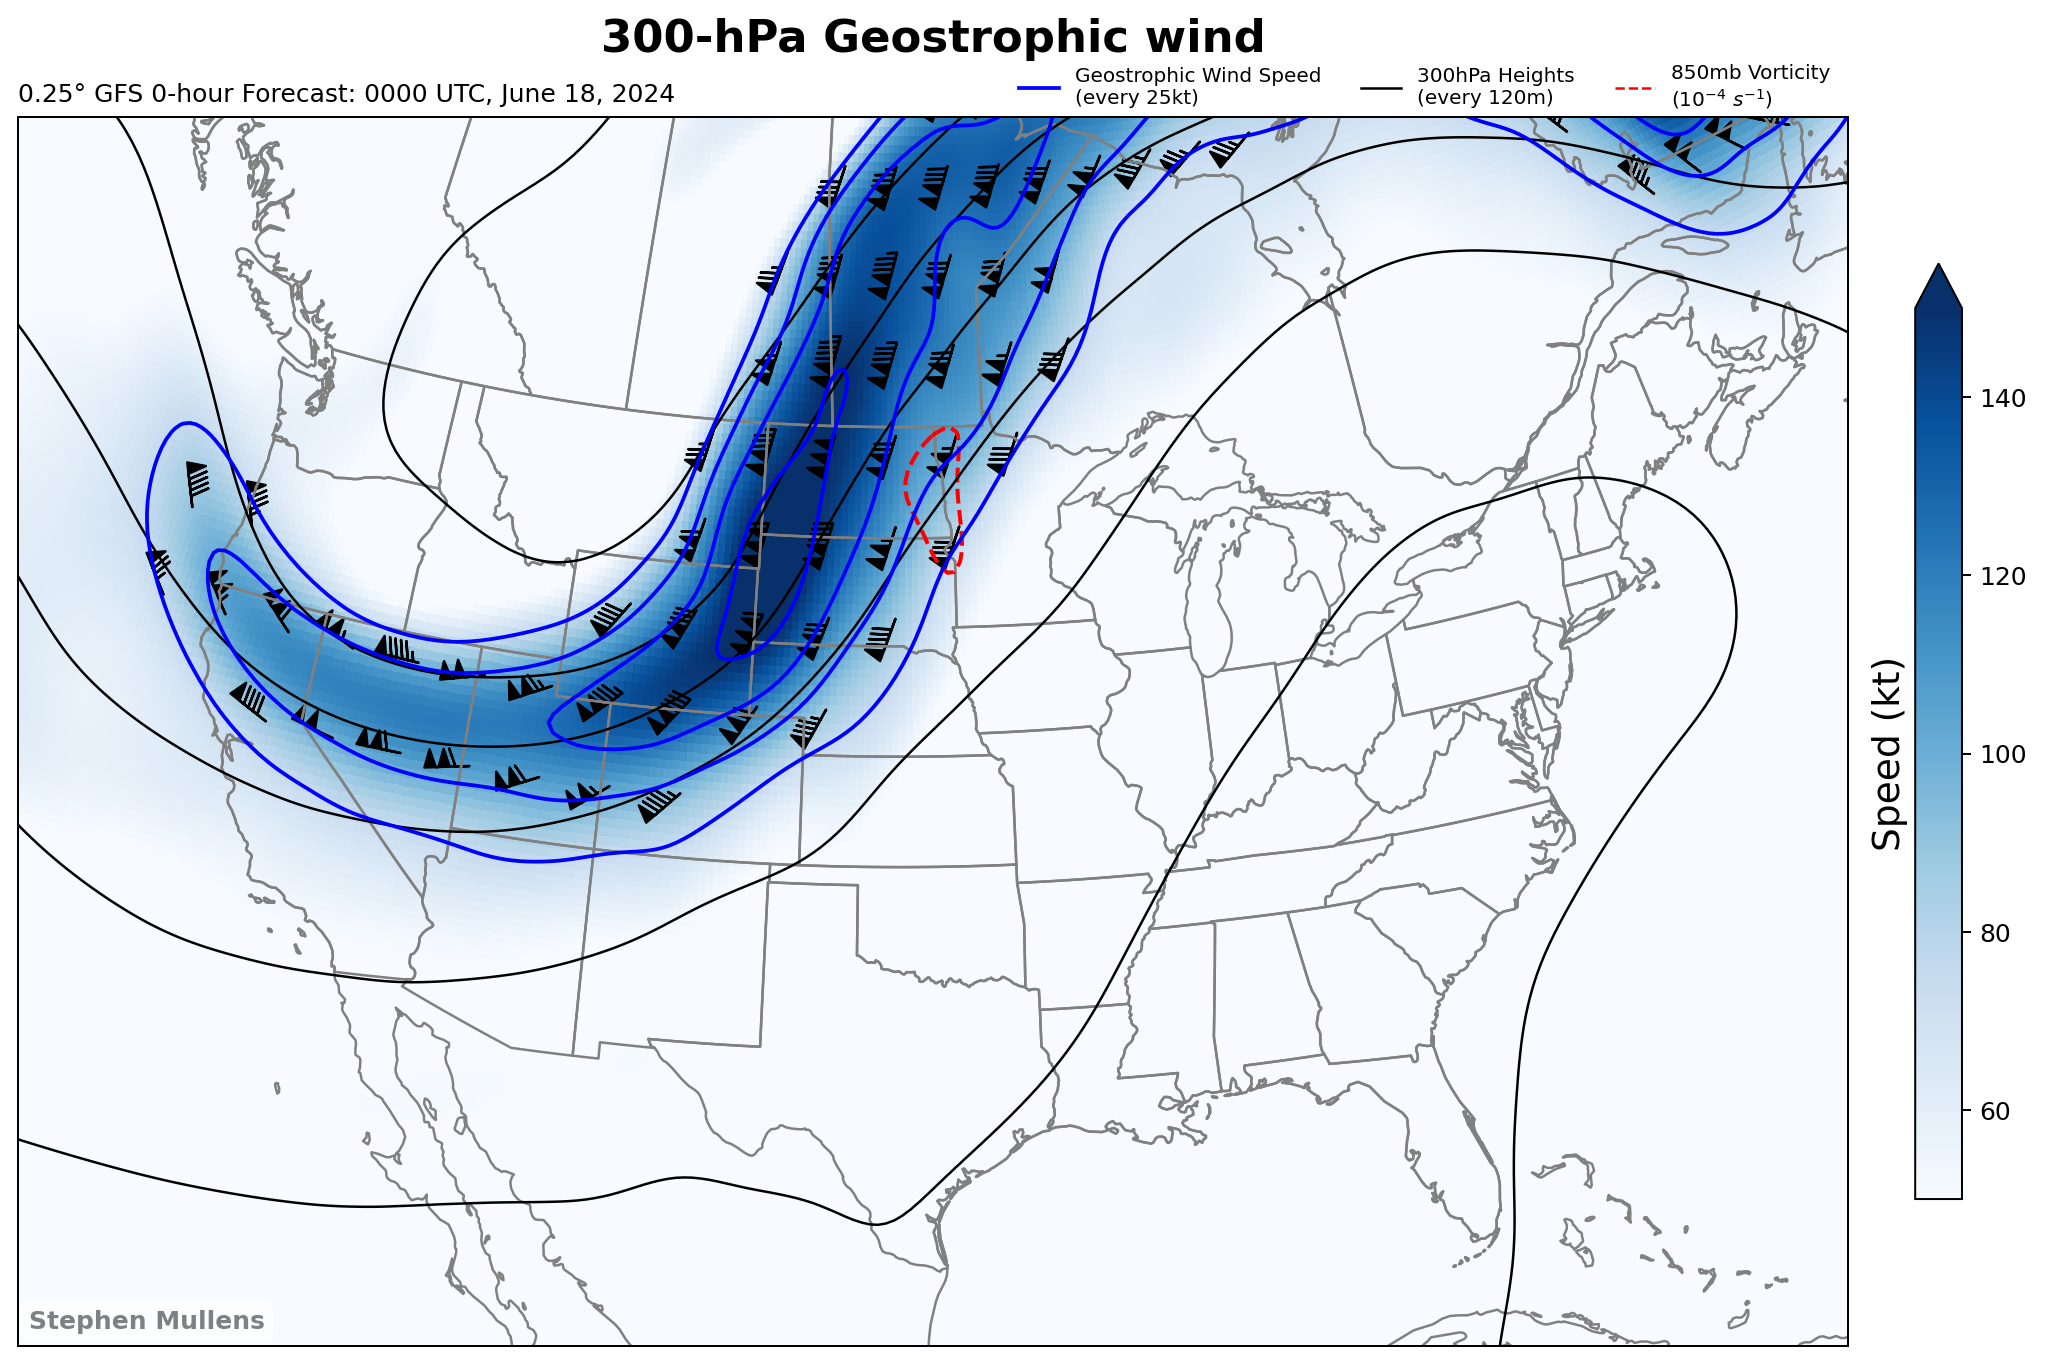 300-hPa Geostrophic wind
0.25° GFS 0-hour Forecast: 0000 UTC, June 18, 2024
Geostrophic Wind Speed
(every 25kt)
300hPa Heights
(every 120m)
850mb Vorticity
(10⁻⁴ s⁻¹)
140
120
100
80
60
Speed (kt)
Stephen Mullens